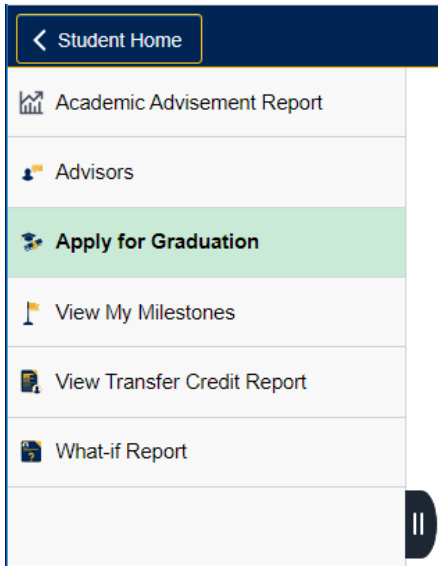 Student Home
Academic Advisement Report
Advisors
Apply for Graduation
View My Milestones
View Transfer Credit Report
What-if Report